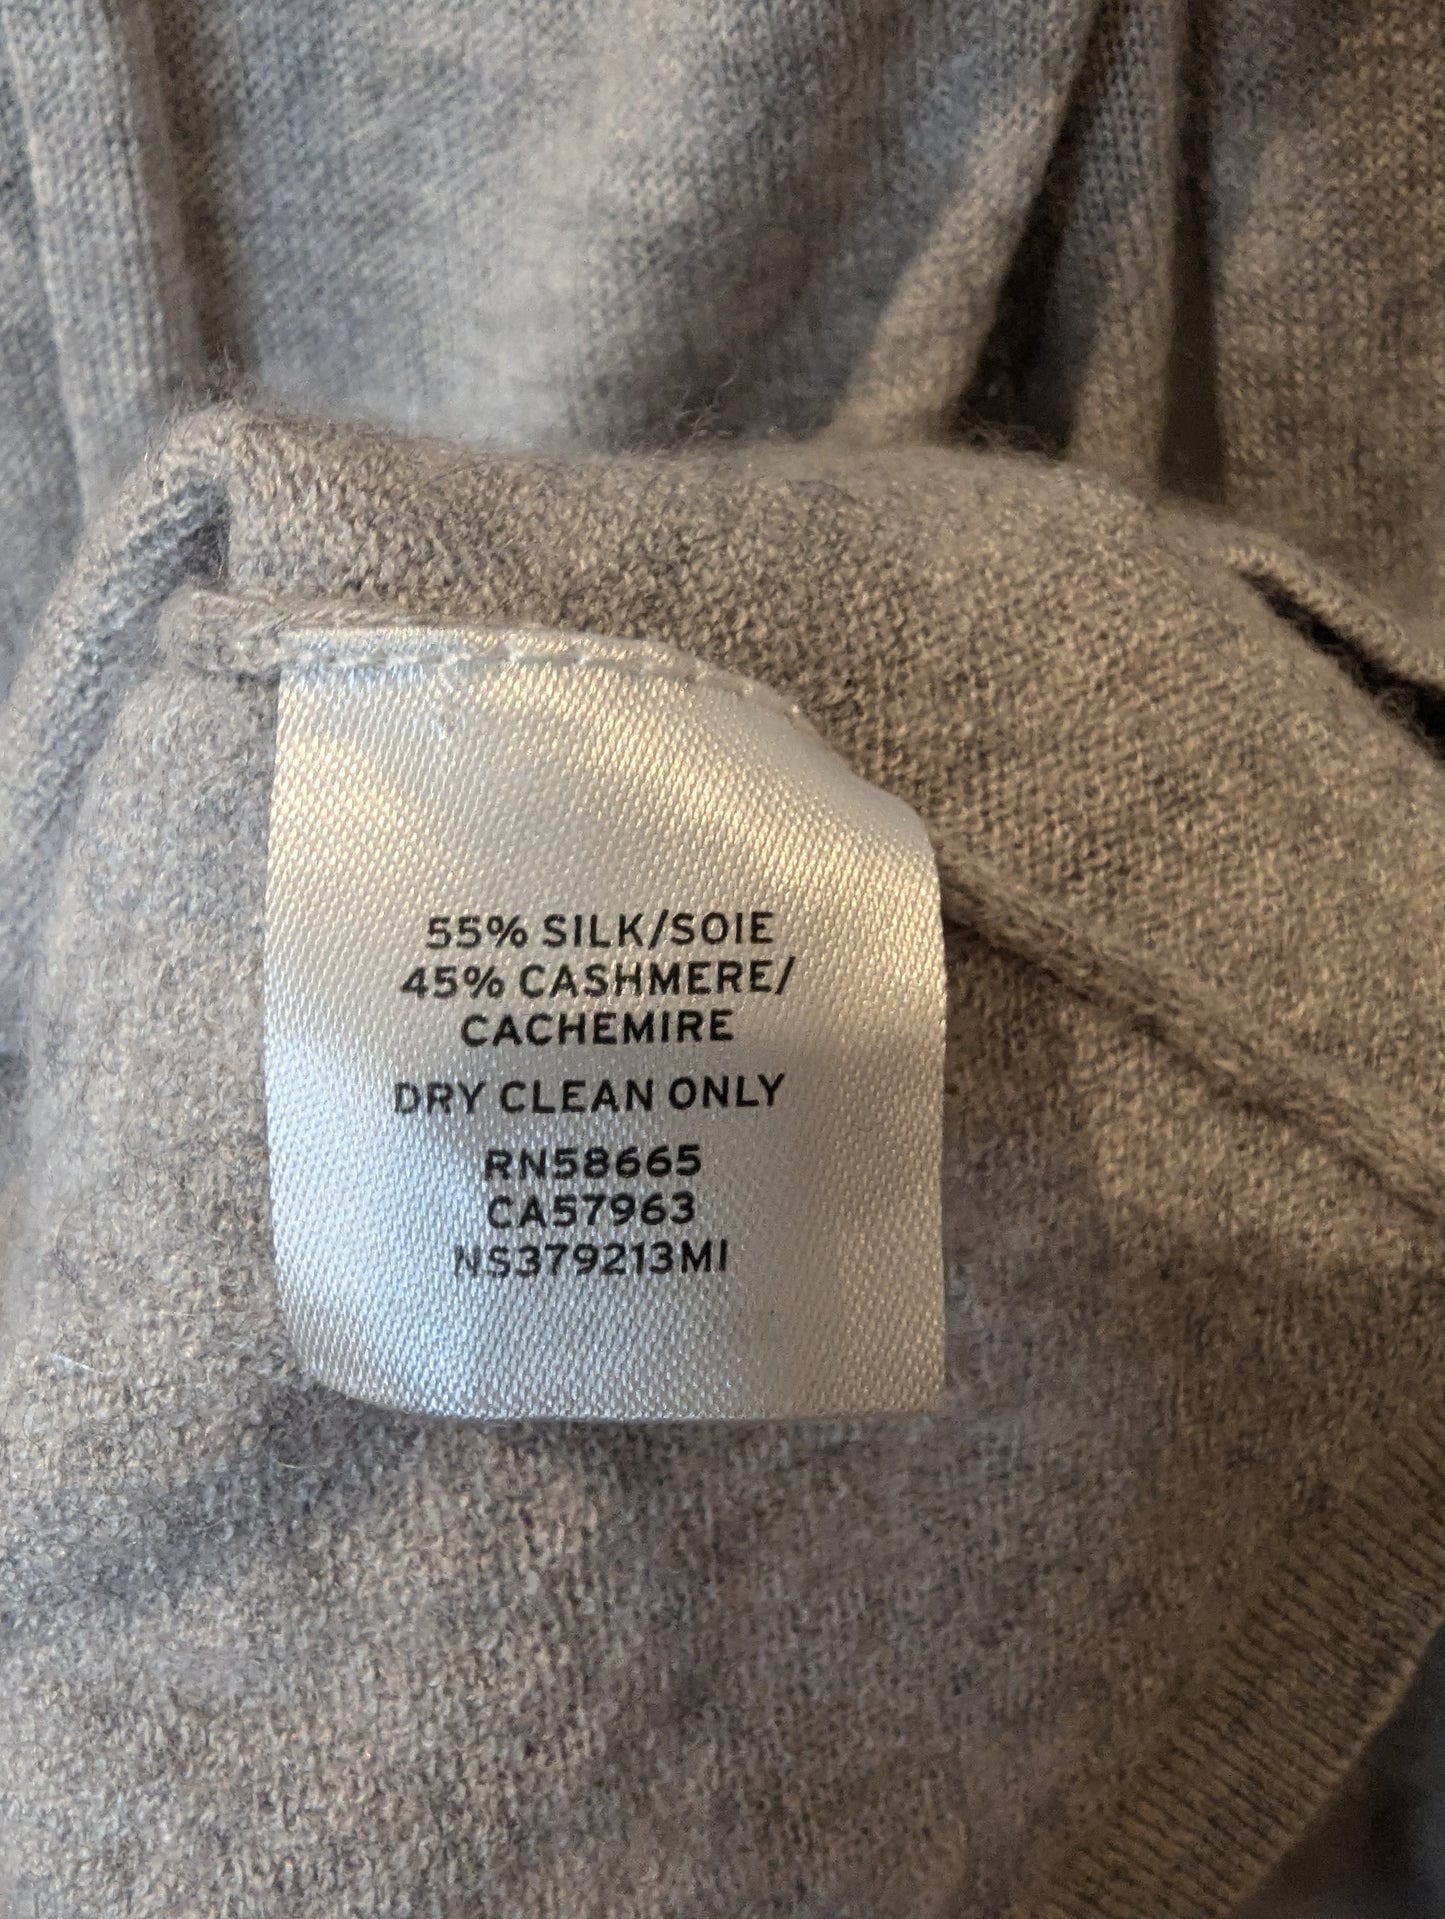 55% SILK/SOIE
45% CASHMERE/
CACHEMIRE
DRY CLEAN ONLY
RN58665
CA57963
NS379213MI